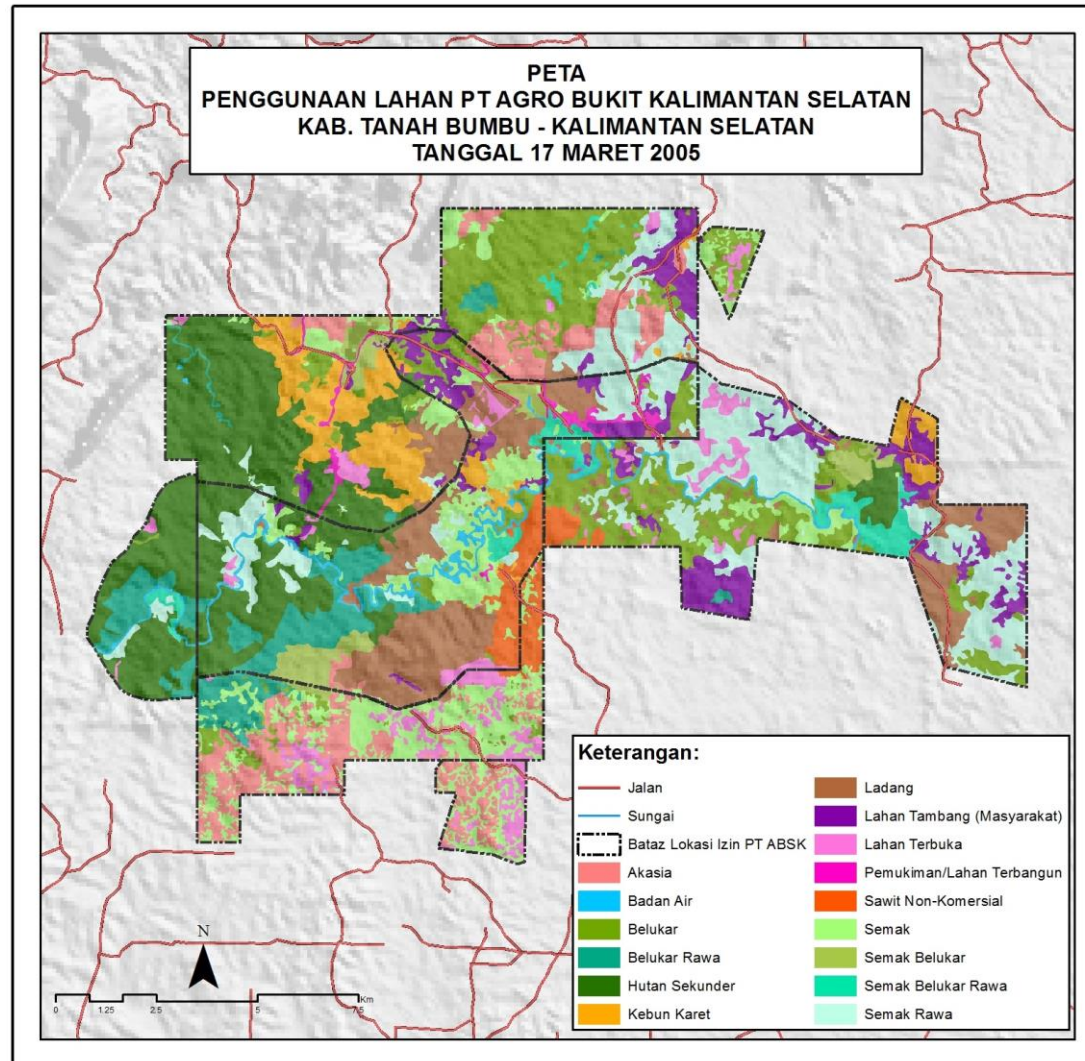 PETA
PENGGUNAAN LAHAN PT AGRO BUKIT KALIMANTAN SELATAN
KAB. TANAH BUMBU - KALIMANTAN SELATAN
TANGGAL 17 MARET 2005
Keterangan:
Jalan
Sungai
Bataz Lokasi Izin PT ABSK
Akasia
Badan Air
Belukar
Belukar Rawa
Hutan Sekunder
Kebun Karet
Ladang
Lahan Tambang (Masyarakat)
Lahan Terbuka
Pemukiman/Lahan Terbangun
Sawit Non-Komersial
Semak
Semak Belukar
Semak Belukar Rawa
Semak Rawa
N
Km
0 1.25 2.5 5 7.5